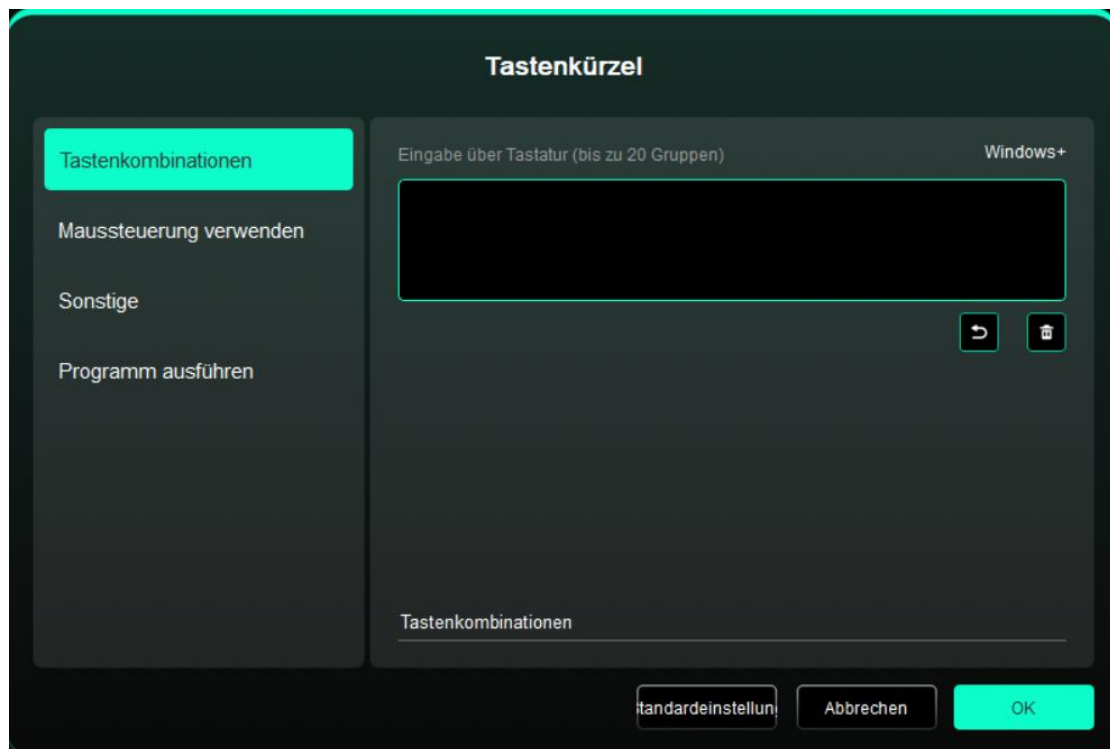 Tastenkürzel
Tastenkombinationen
Maussteuerung verwenden
Sonstige
Programm ausführen
Eingabe über Tastatur (bis zu 20 Gruppen)
Windows+
Tastenkombinationen
tandardeinstellun
Abbrechen
OK